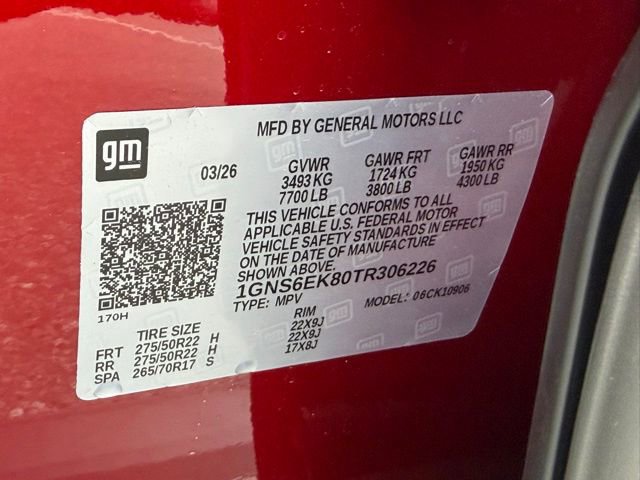 gm
MFD BY GENERAL MOTORS LLC
03/26
GVWR GAWR FRT GAWR RR
3493 KG 1724 KG 1950 KG
7700 LB 3800 LB 4300 LB
THIS VEHICLE CONFORMS TO ALL
APPLICABLE U.S. FEDERAL MOTOR
VEHICLE SAFETY STANDARDS IN EFFECT
ON THE DATE OF MANUFACTURE
SHOWN ABOVE.
1GNS6EK80TR306226
TYPE: MPV MODEL: 06CK10906
170H
TIRE SIZE RIM
FRT 275/50R22 H 22X9J
RR 275/50R22 H 22X9J
SPA 265/70R17 S 17X8J